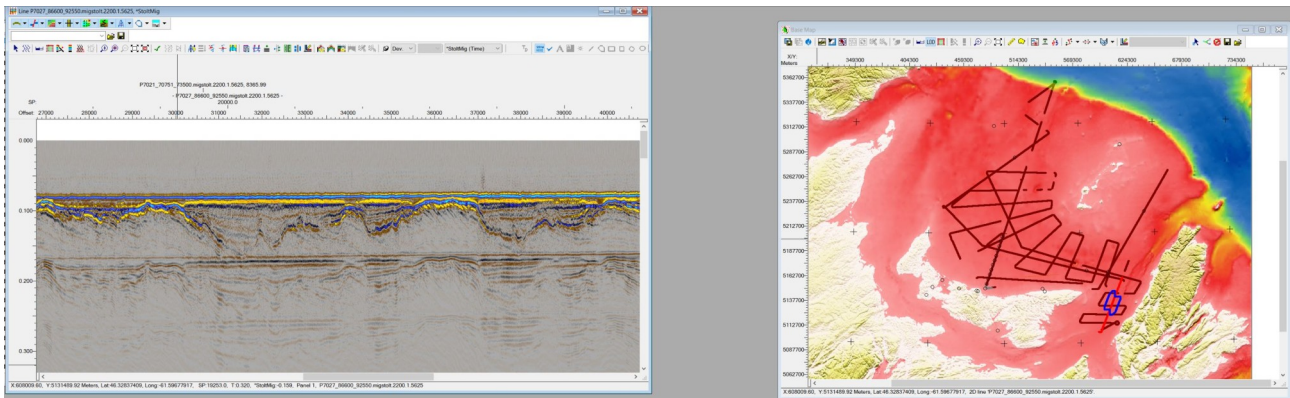 Line P7027_86600_92550.migstolt.2200.1.5625, *StoltMig
Dev.
*StoltMig (Time)
P7021_70751_73500.migstolt.2200.1.5625, 8365.99
- P7027_86600_92550.migstolt.2200.1.5625 -
SP: 20000.0
Offset: 27000 28000 29000 30000 31000 32000 33000 34000 35000 36000 37000 38000 39000 40000
0.000
0.100
0.200
0.300
X:608009.60, Y:5131489.92 Meters, Lat:46.32837409, Long:-61.59677917, SP:19253.0, T:0.320, *StoltMig:-0.159, Panel 1, P7027_86600_92550.migstolt.2200.1.5625
Base Map
X/Y:
Meters 349300 404300 459300 514300 569300 624300 679300 734300
5362700
5337700
5312700
5287700
5262700
5237700
5212700
5187700
5162700
5137700
5112700
5087700
5062700
X:608009.60, Y:5131489.92 Meters, Lat:46.32837409, Long:-61.59677917, 2D line 'P7027_86600_92550.migstolt.2200.1.5625'